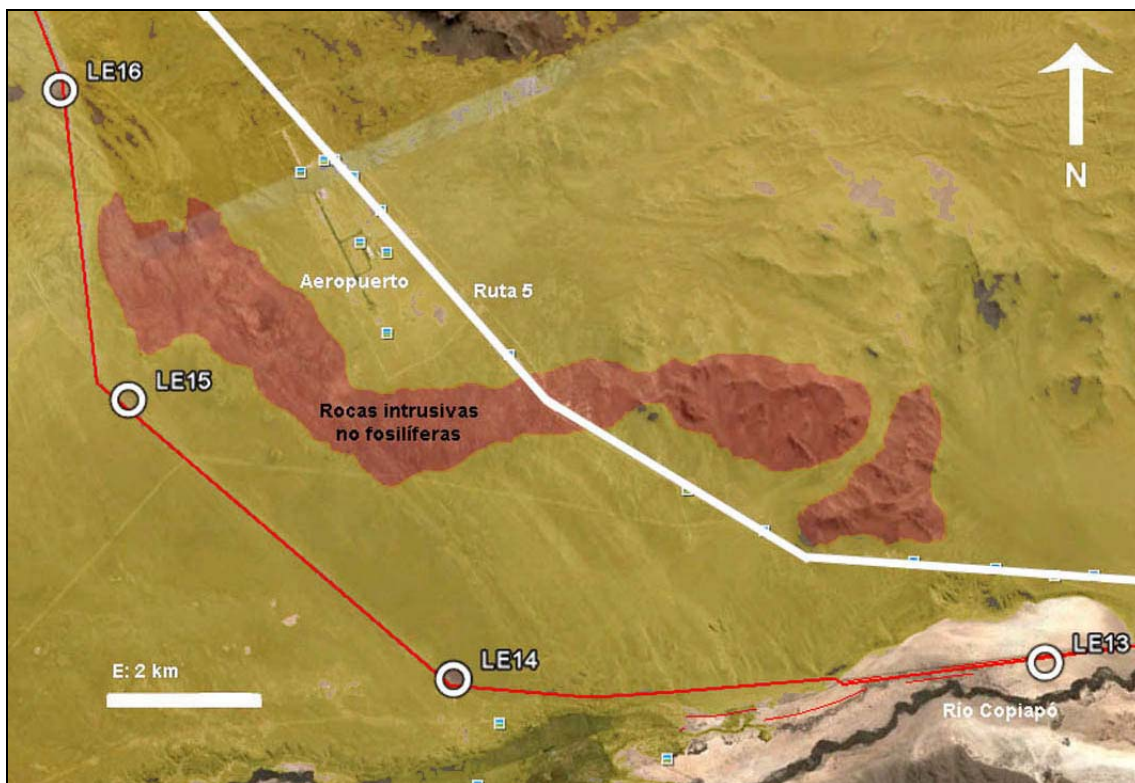 LE16
N
Aeropuerto
Ruta 5
LE15
Rocas intrusivas
no fosilíferas
LE14
LE13
E: 2 km
Río Copiapó